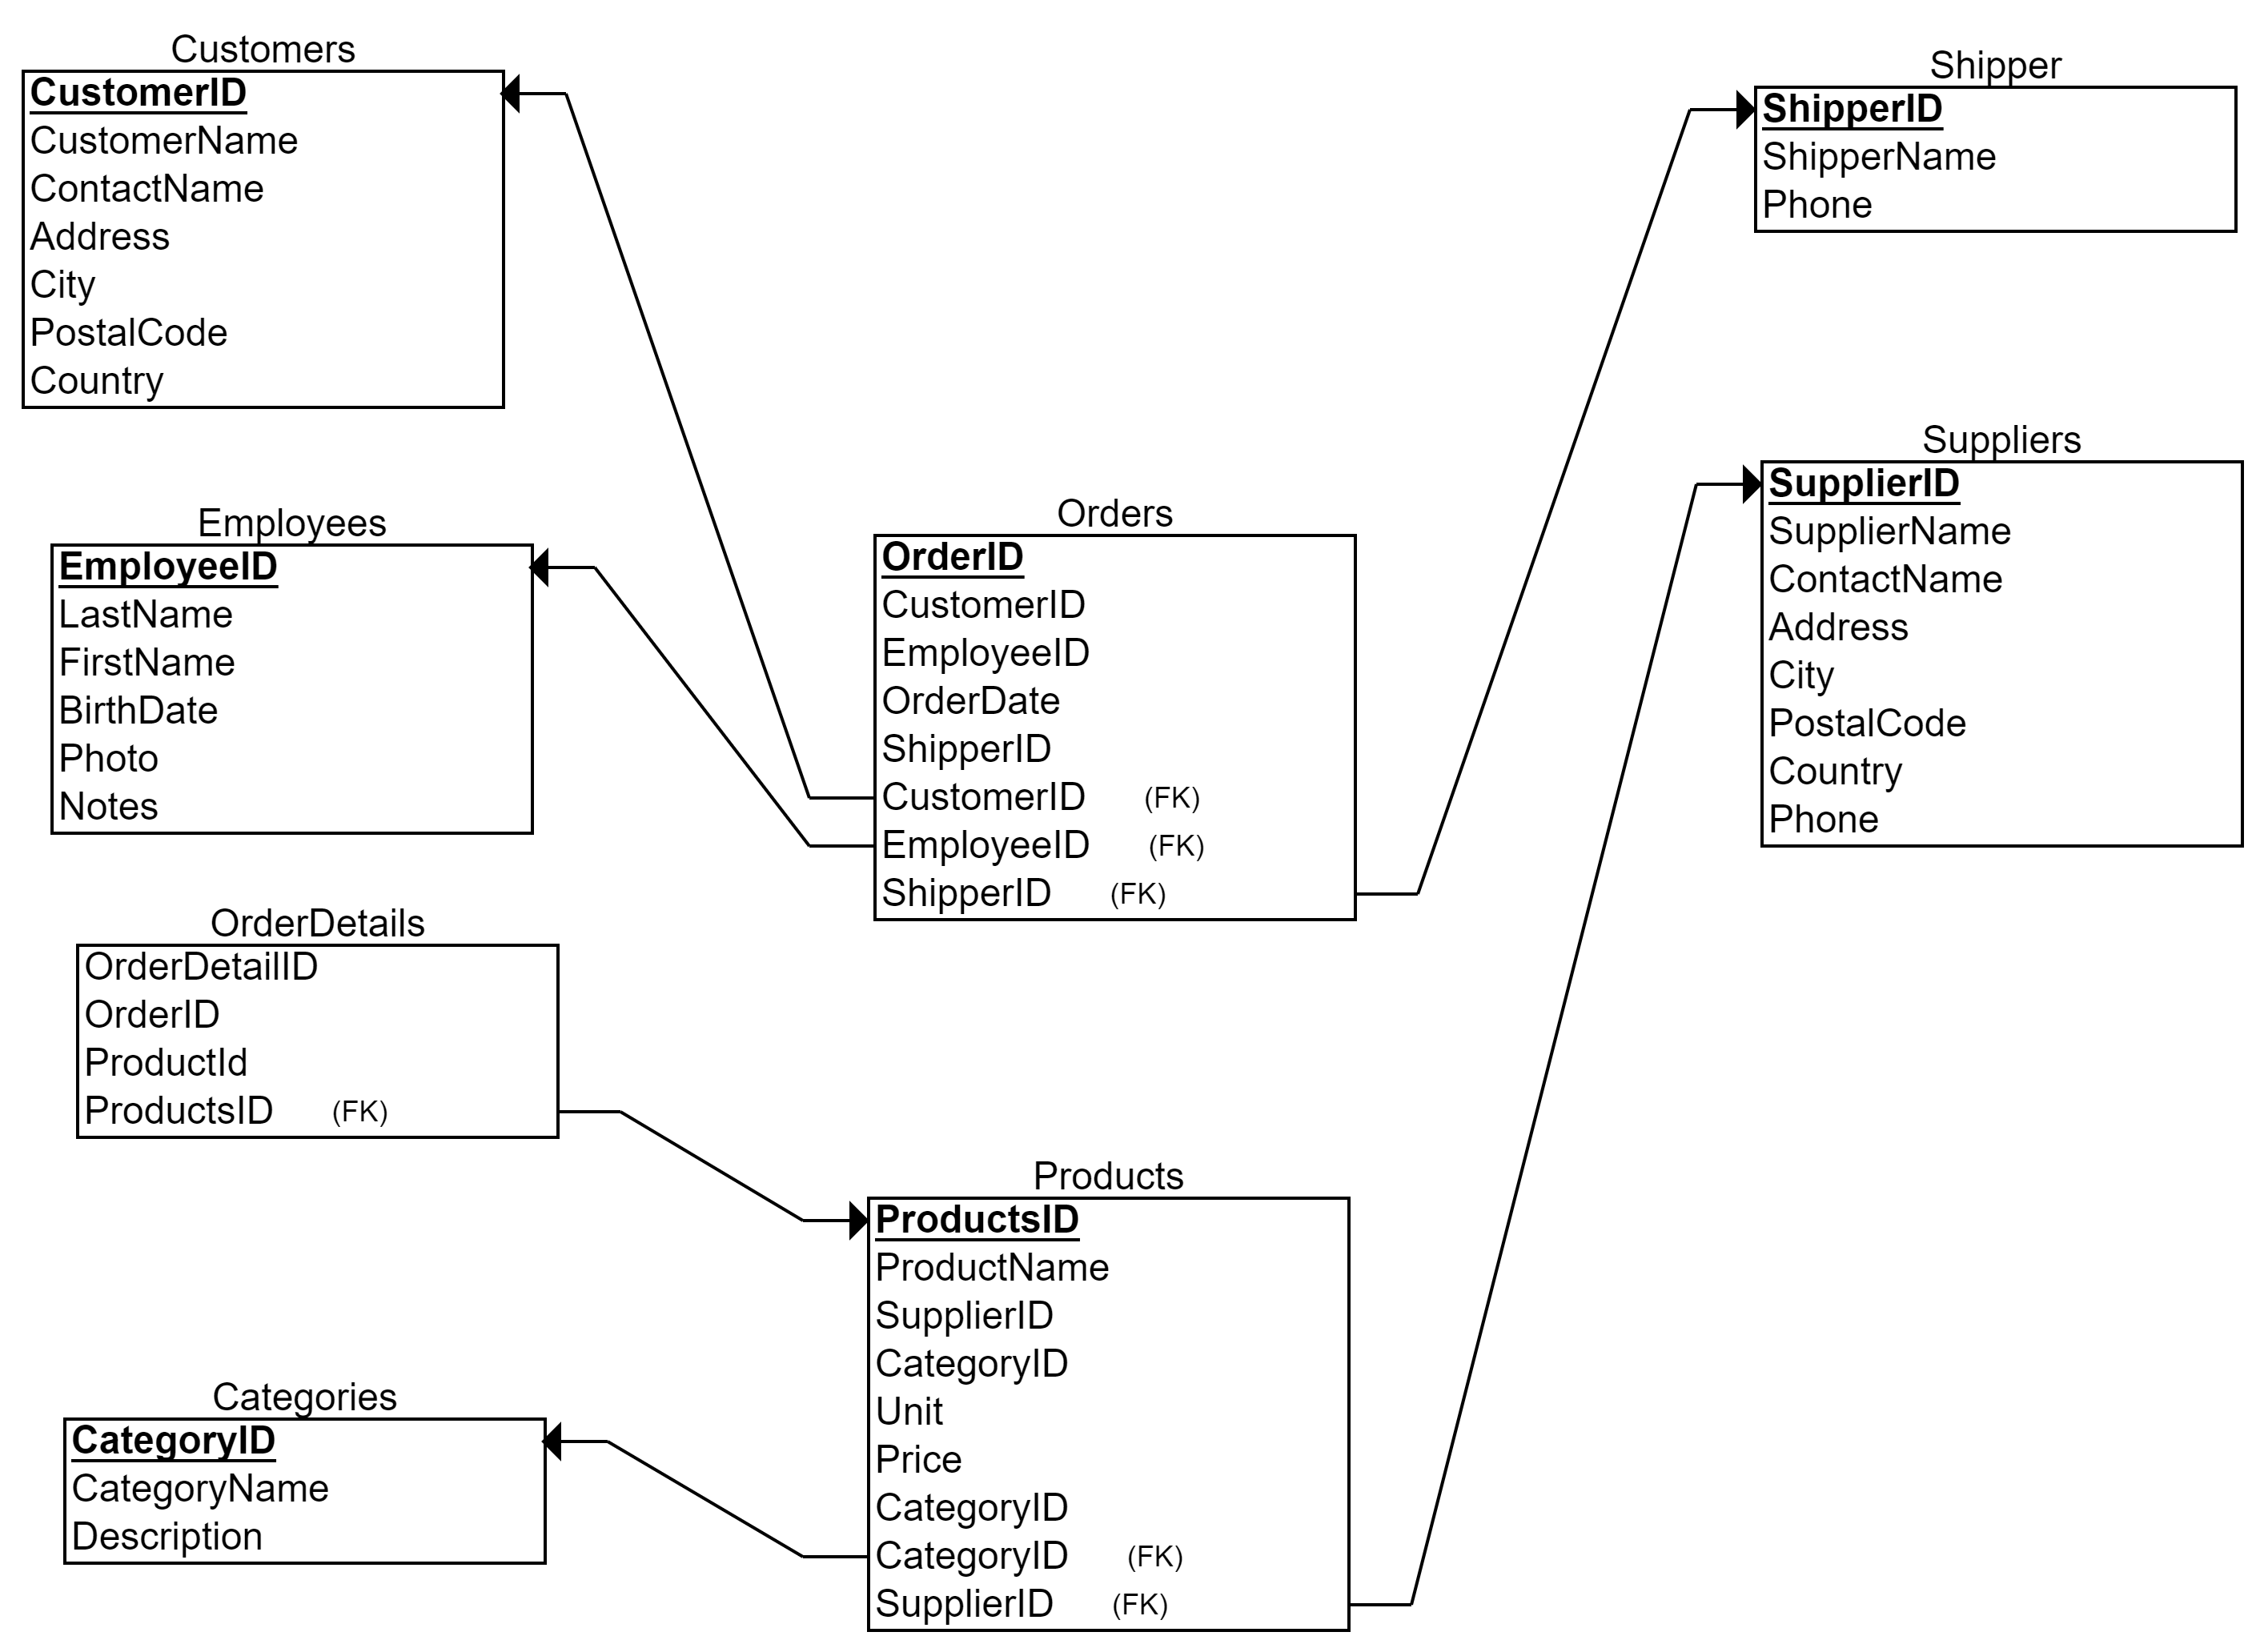 Customers
CustomerID
CustomerName
ContactName
Address
City
PostalCode
Country
Shipper
ShipperID
ShipperName
Phone
Suppliers
SupplierID
SupplierName
ContactName
Address
City
PostalCode
Country
Phone
Employees
EmployeeID
LastName
FirstName
BirthDate
Photo
Notes
Orders
OrderID
CustomerID
EmployeeID
OrderDate
ShipperID
CustomerID (FK)
EmployeeID (FK)
ShipperID (FK)
OrderDetails
OrderDetailID
OrderID
ProductId
ProductsID (FK)
Products
ProductsID
ProductName
SupplierID
CategoryID
Unit
Price
CategoryID
CategoryID (FK)
SupplierID (FK)
Categories
CategoryID
CategoryName
Description